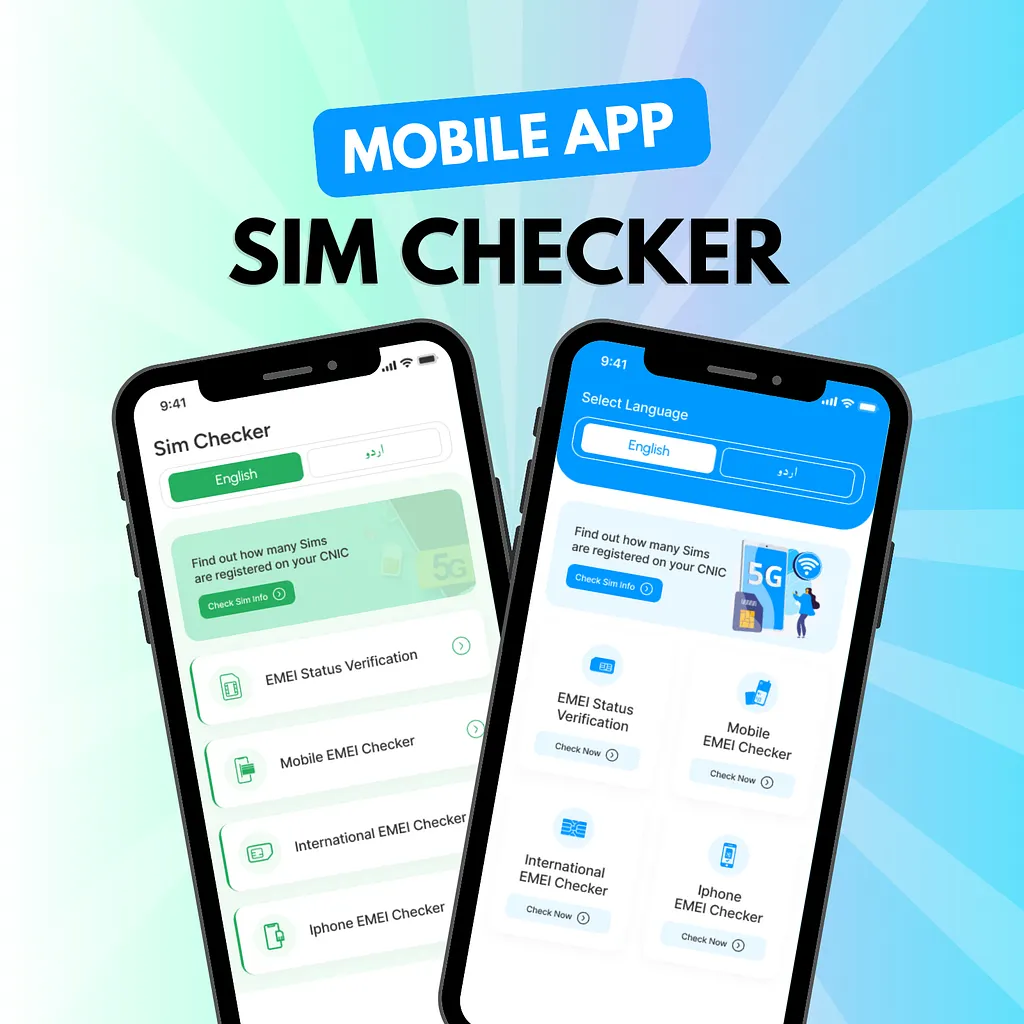 MOBILE APP
SIM CHECKER
9:41
Sim Checker
English
اردو
Find out how many Sims
are registered on your CNIC
Check Sim Info
5G
EMEI Status Verification
Mobile EMEI Checker
International EMEI Checker
Iphone EMEI Checker
9:41
Select Language
English
اردو
Find out how many Sims
are registered on your CNIC
Check Sim Info
5G
EMEI Status
Verification
Check Now
Mobile
EMEI Checker
Check Now
International
EMEI Checker
Check Now
Iphone
EMEI Checker
Check Now